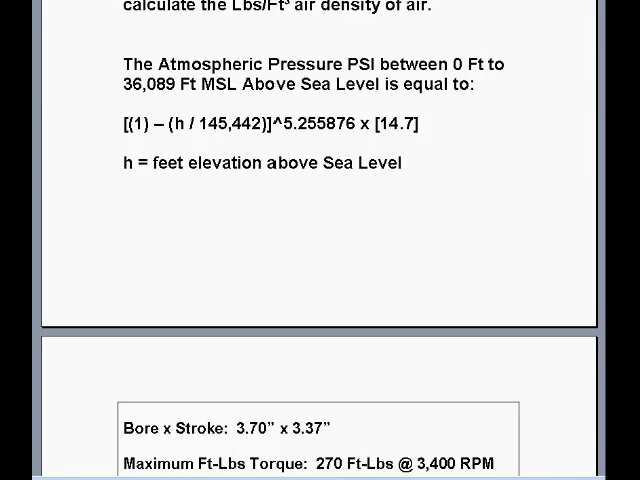 calculate the Lbs/Ft³ air density of air.
The Atmospheric Pressure PSI between 0 Ft to
36,089 Ft MSL Above Sea Level is equal to:
[(1) – (h / 145,442)]^5.255876 x [14.7]
h = feet elevation above Sea Level
Bore x Stroke:  3.70” x 3.37”
Maximum Ft-Lbs Torque:  270 Ft-Lbs @ 3,400 RPM